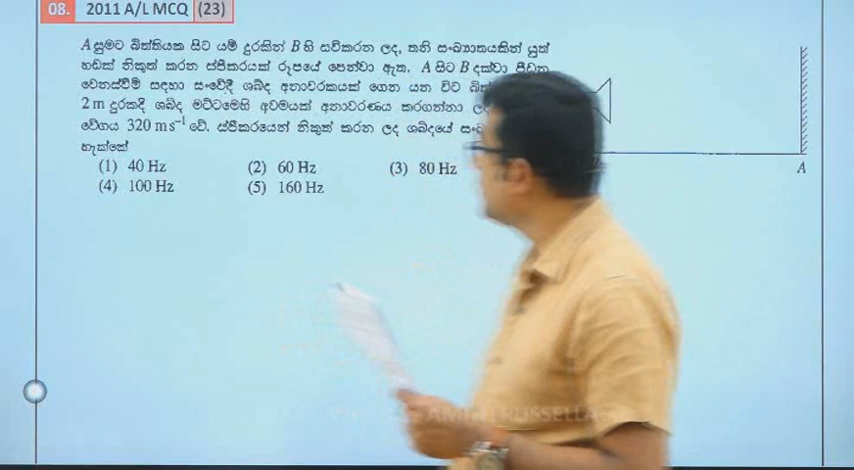 08. 2011 A/L MCQ (23)
A සුමට බිත්තියක සිට යම් දුරකින් B හි සවිකරන ලද, තනි සංඛ්‍යාතයකින් යුත්
හඬක් නිකුත් කරන ස්පීකරයක් රූපයේ පෙන්වා ඇත. A සිට B දක්වා පීඩන
වෙනස්වීම් සඳහා සංවේදී ශබ්ද අනාවරකයක් ගෙන යන විට
2 m දුරකදී ශබ්ද මට්ටමෙහි අවමයක් අනාවරණය කරගන්නා
වේගය 320 m s⁻¹ වේ. ස්පීකරයෙන් නිකුත් කරන ලද ශබ්දයේ
හැක්කේ
(1) 40 Hz (2) 60 Hz (3) 80 Hz
(4) 100 Hz (5) 160 Hz
A